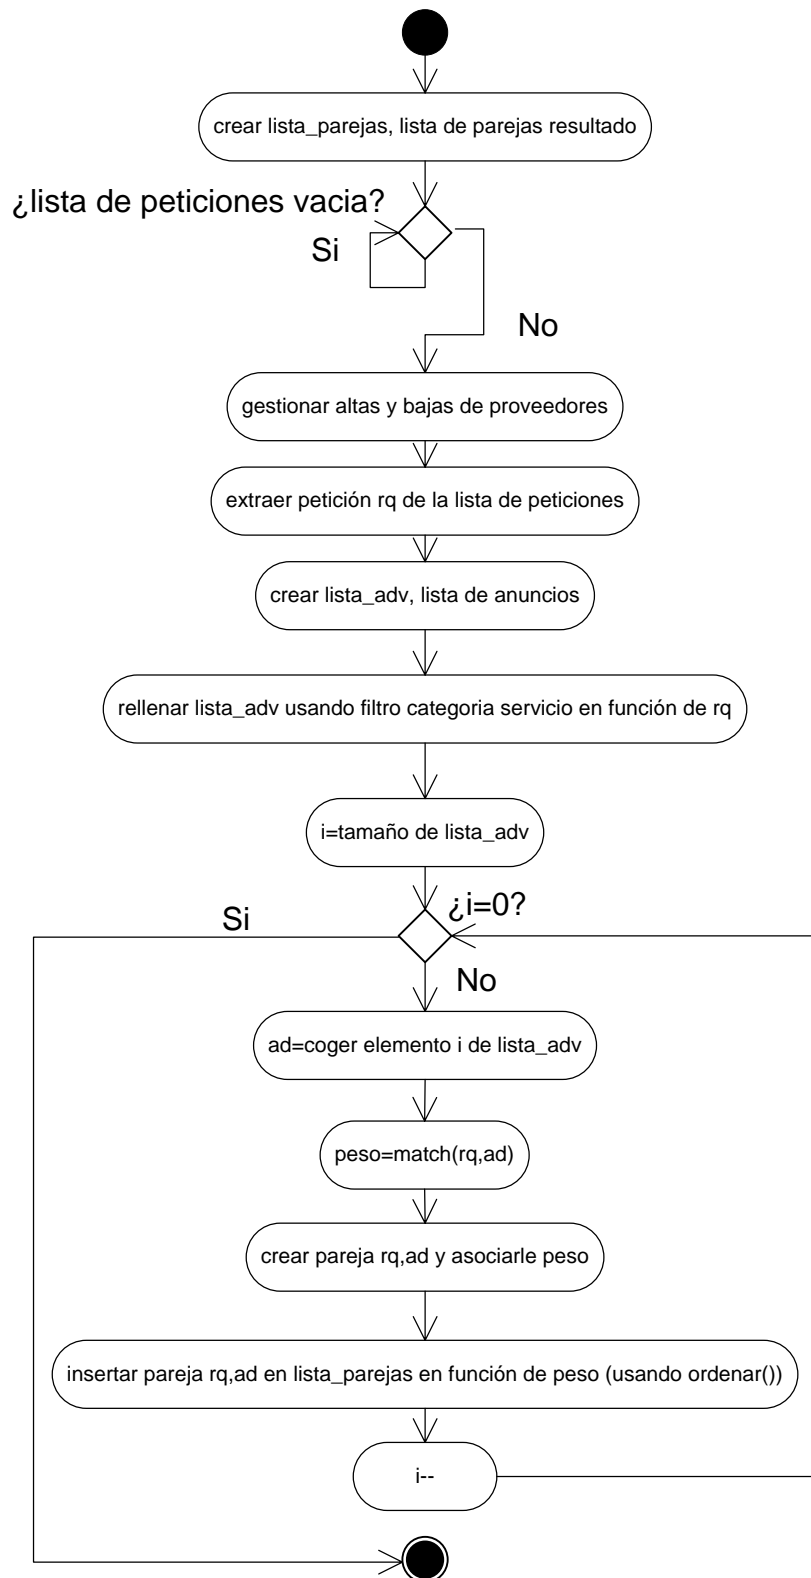 crear lista_parejas, lista de parejas resultado
¿lista de peticiones vacia?
Si
No
gestionar altas y bajas de proveedores
extraer petición rq de la lista de peticiones
crear lista_adv, lista de anuncios
rellenar lista_adv usando filtro categoria servicio en función de rq
i=tamaño de lista_adv
¿i=0?
Si
No
ad=coger elemento i de lista_adv
peso=match(rq,ad)
crear pareja rq,ad y asociarle peso
insertar pareja rq,ad en lista_parejas en función de peso (usando ordenar())
i--